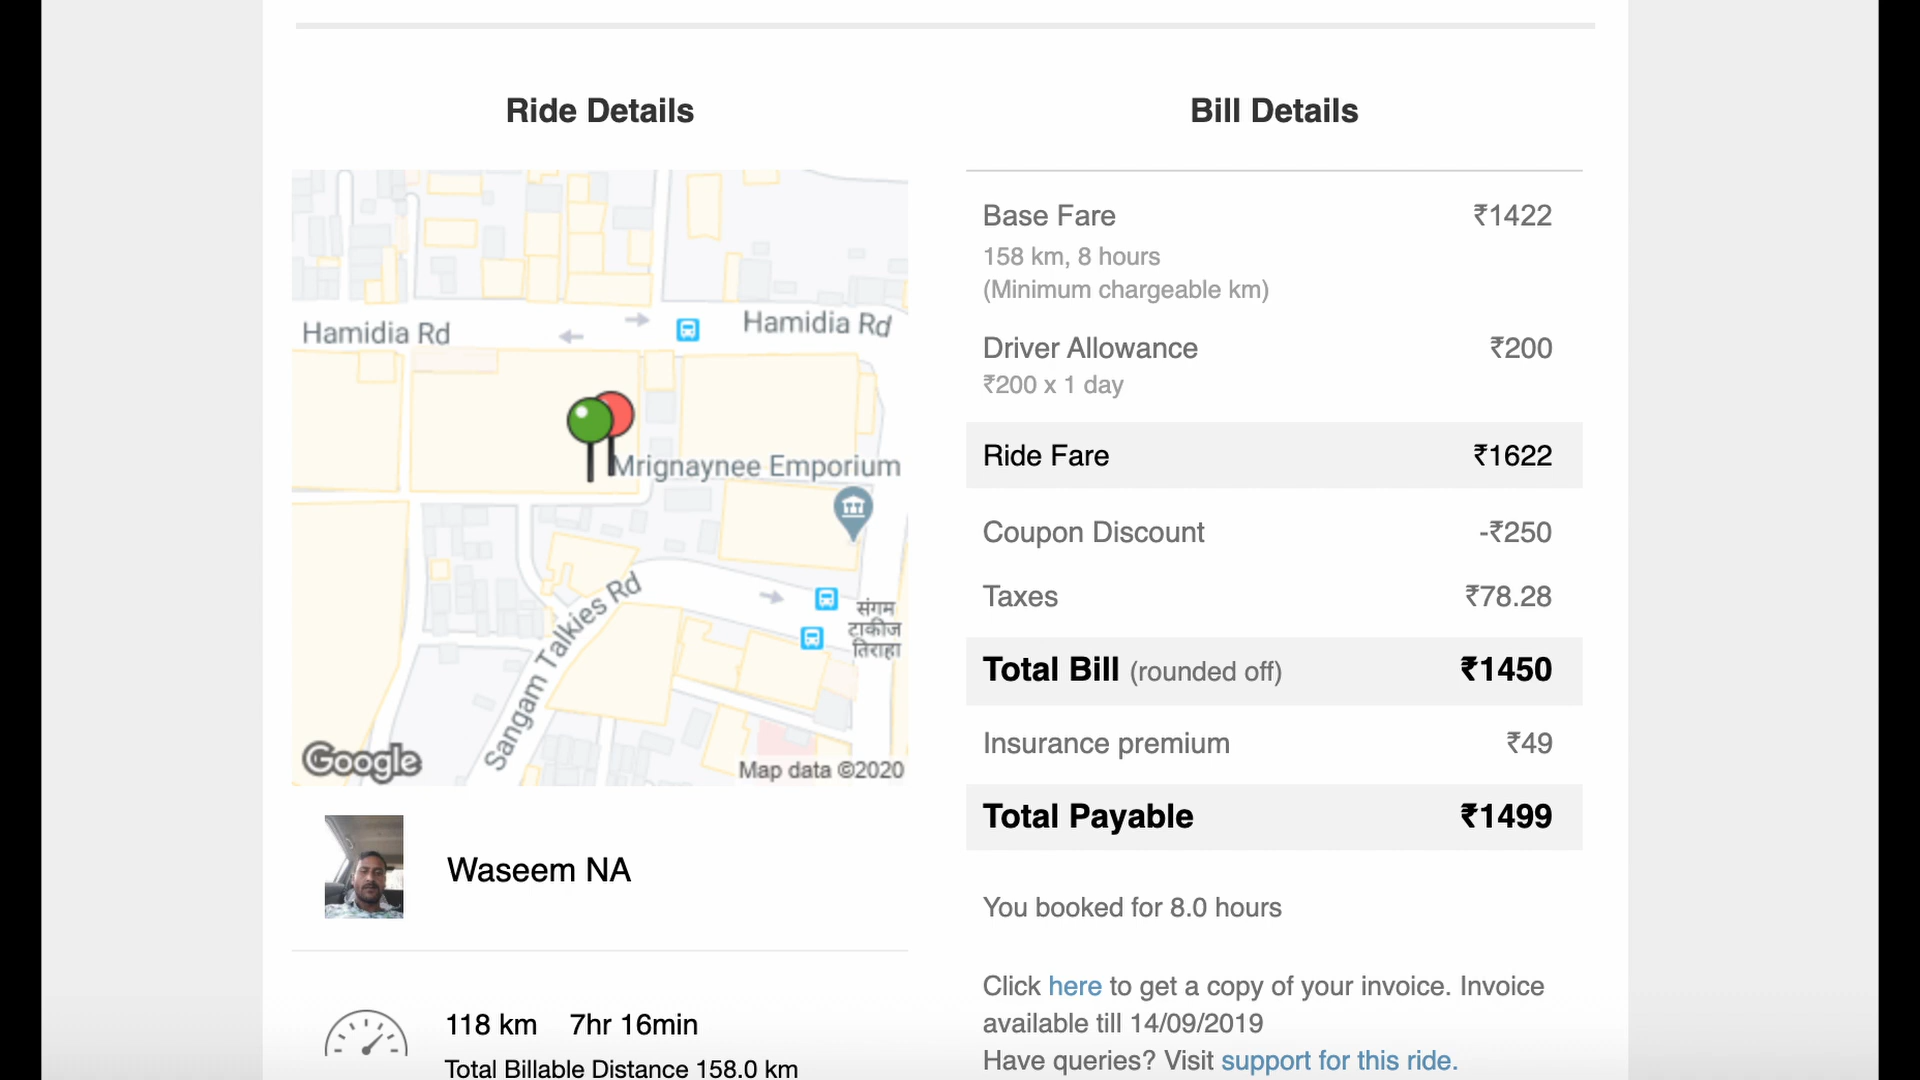 Ride Details
Hamidia Rd
Hamidia Rd
Mrignaynee Emporium
Sangam Talkies Rd
संगम
टाकीज
तिराहा
Google
Map data ©2020
Waseem NA
118 km 7hr 16min
Total Billable Distance 158.0 km
Bill Details
Base Fare ₹1422
158 km, 8 hours
(Minimum chargeable km)
Driver Allowance ₹200
₹200 x 1 day
Ride Fare ₹1622
Coupon Discount -₹250
Taxes ₹78.28
Total Bill (rounded off) ₹1450
Insurance premium ₹49
Total Payable ₹1499
You booked for 8.0 hours
Click here to get a copy of your invoice. Invoice
available till 14/09/2019
Have queries? Visit support for this ride.